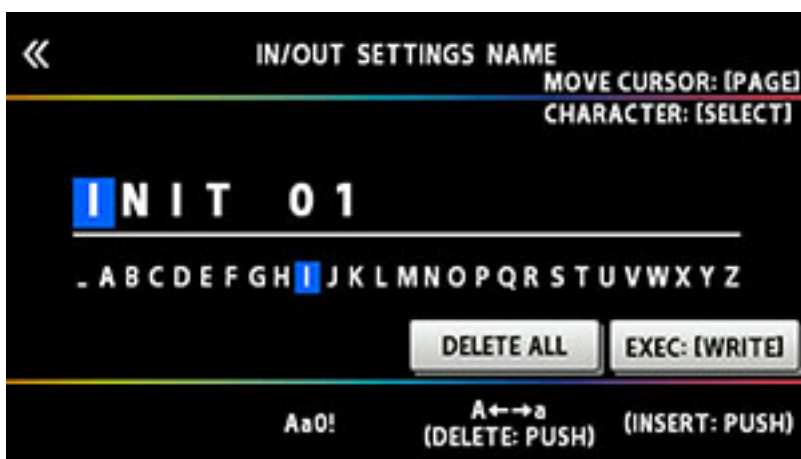 « IN/OUT SETTINGS NAME
MOVE CURSOR: [PAGE]
CHARACTER: [SELECT]
INIT 01
_ABCDEFGHIJKLMNOPQRSTUVWXYZ
DELETE ALL EXEC: [WRITE]
Aa0! A←→a (INSERT: PUSH)
(DELETE: PUSH)